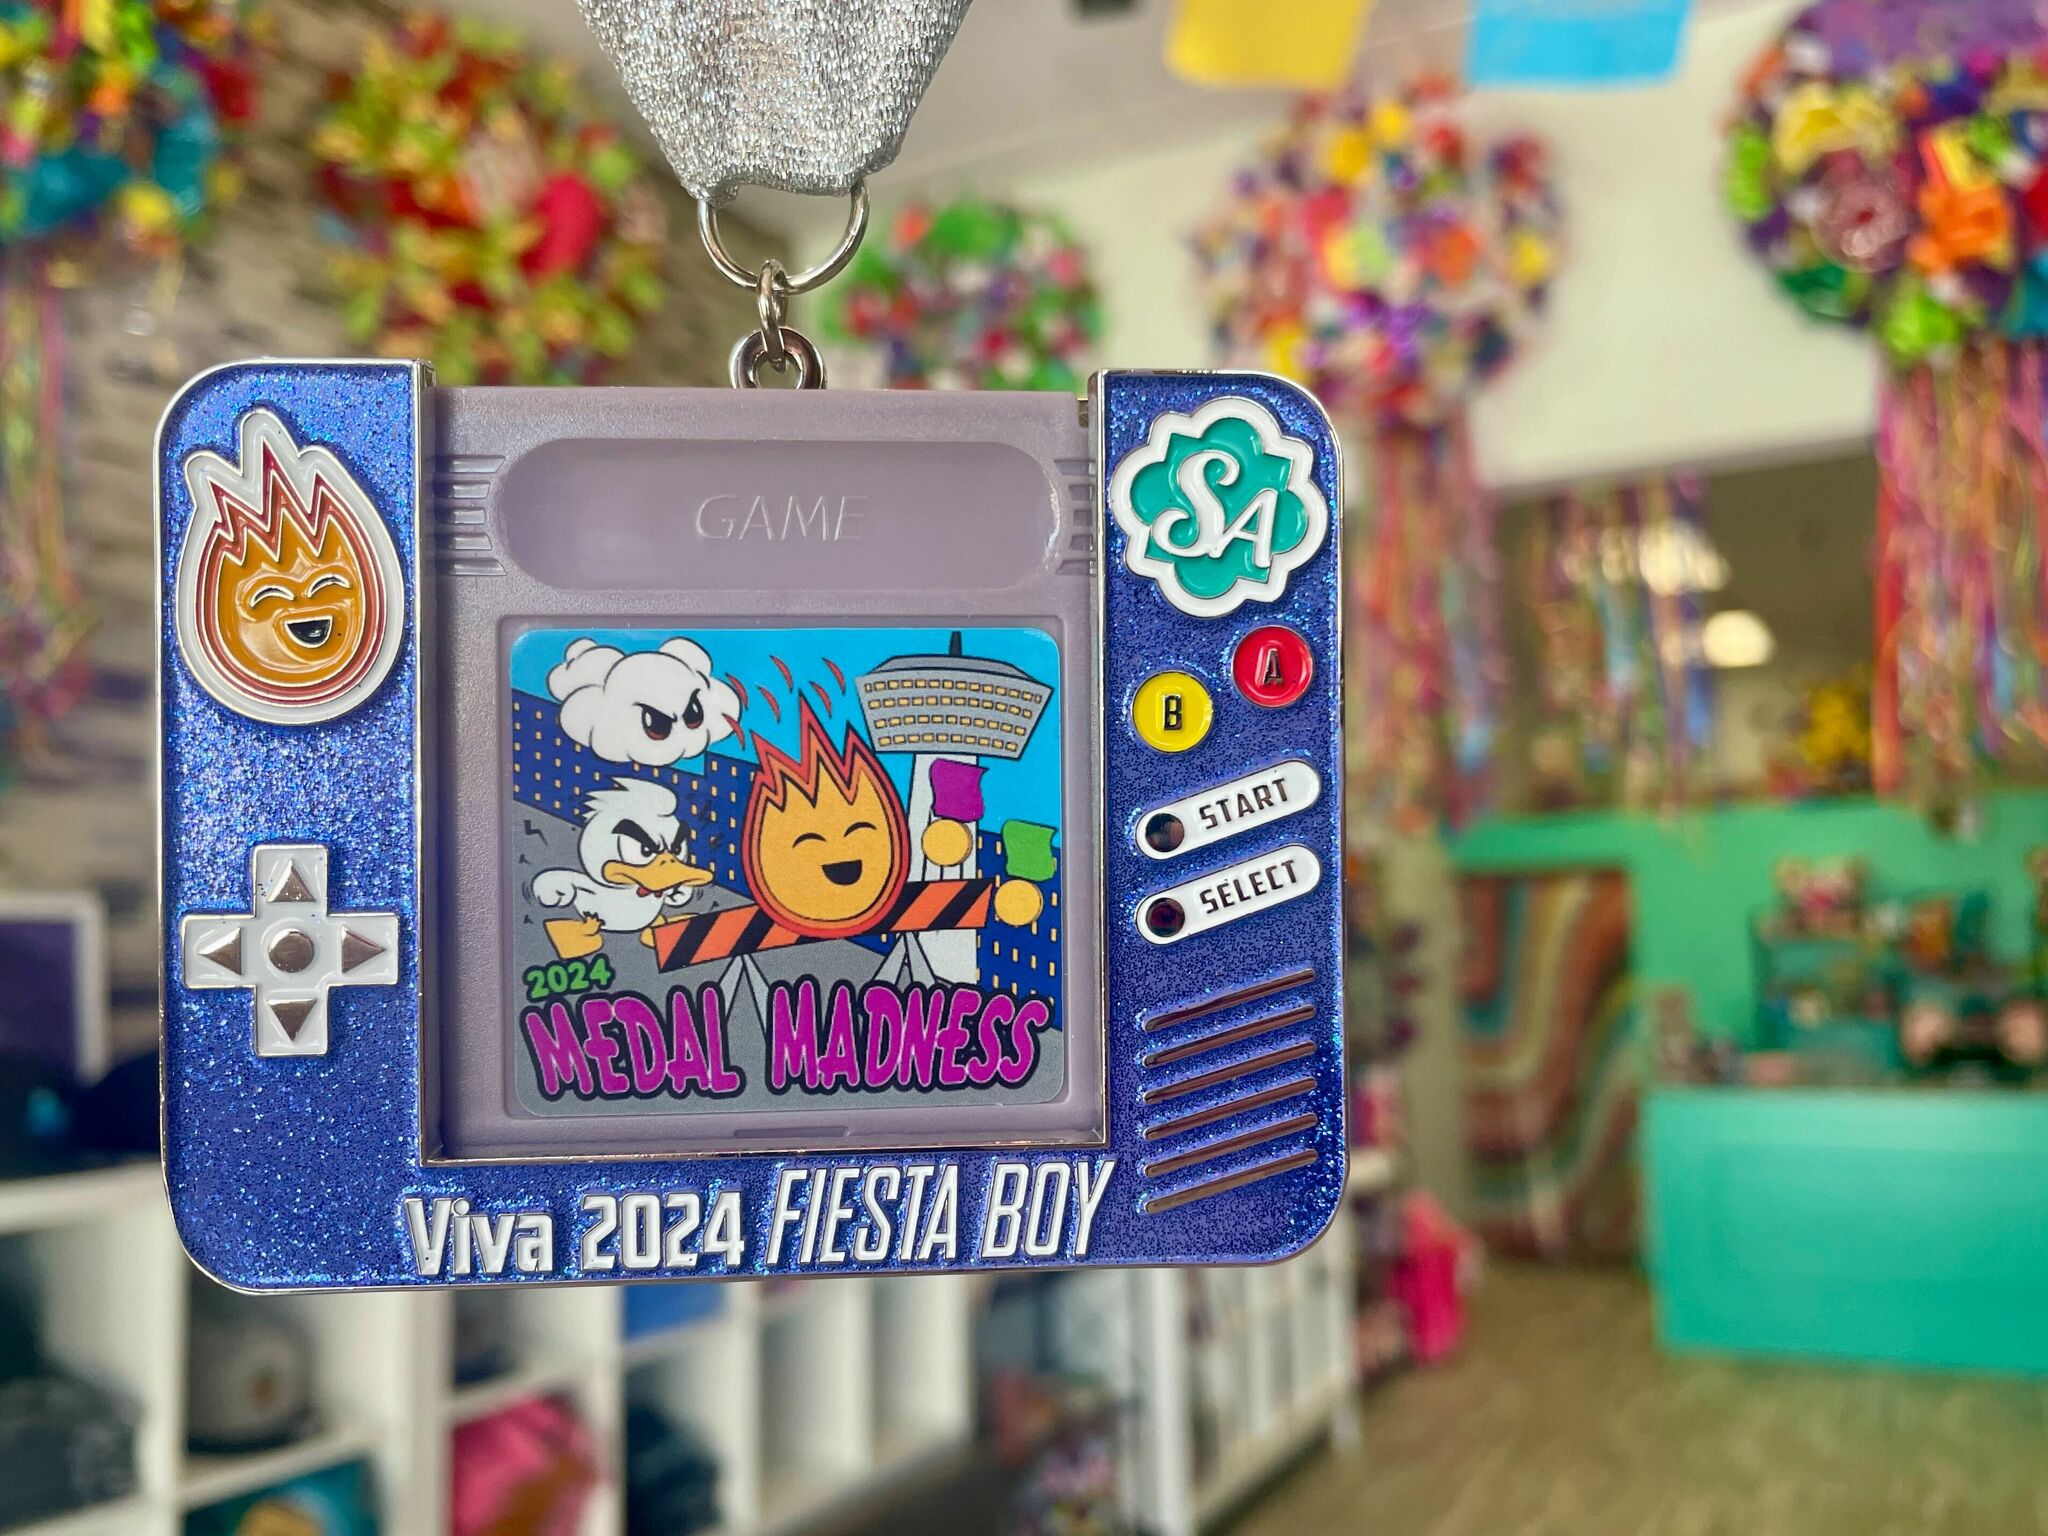 GAME
SA
A
B
START
SELECT
2024
MEDAL MADNESS
Viva 2024 FIESTA BOY